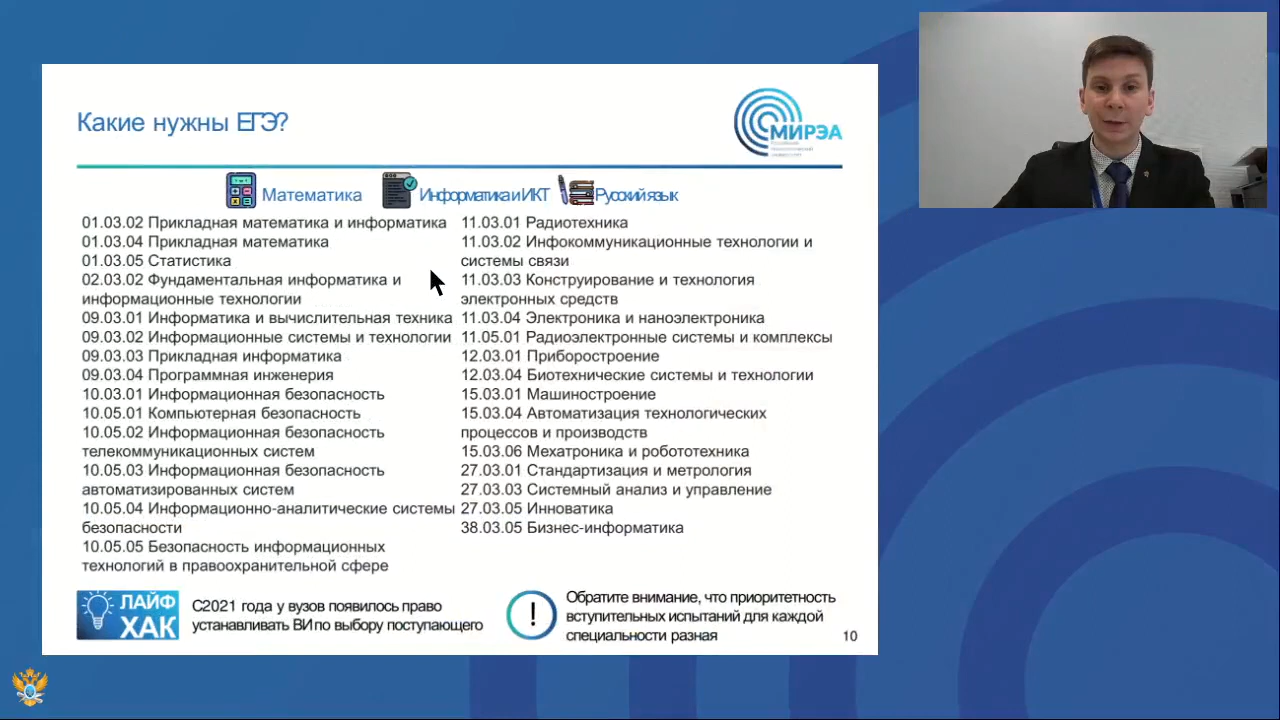 Какие нужны ЕГЭ?
МИРЭА
Математика
Информатика и ИКТ
Русский язык
01.03.02 Прикладная математика и информатика
01.03.04 Прикладная математика
01.03.05 Статистика
02.03.02 Фундаментальная информатика и
информационные технологии
09.03.01 Информатика и вычислительная техника
09.03.02 Информационные системы и технологии
09.03.03 Прикладная информатика
09.03.04 Программная инженерия
10.03.01 Информационная безопасность
10.05.01 Компьютерная безопасность
10.05.02 Информационная безопасность
телекоммуникационных систем
10.05.03 Информационная безопасность
автоматизированных систем
10.05.04 Информационно-аналитические системы
безопасности
10.05.05 Безопасность информационных
технологий в правоохранительной сфере
11.03.01 Радиотехника
11.03.02 Инфокоммуникационные технологии и
системы связи
11.03.03 Конструирование и технология
электронных средств
11.03.04 Электроника и наноэлектроника
11.05.01 Радиоэлектронные системы и комплексы
12.03.01 Приборостроение
12.03.04 Биотехнические системы и технологии
15.03.01 Машиностроение
15.03.04 Автоматизация технологических
процессов и производств
15.03.06 Мехатроника и робототехника
27.03.01 Стандартизация и метрология
27.03.03 Системный анализ и управление
27.03.05 Инноватика
38.03.05 Бизнес-информатика
ЛАЙФ
ХАК
С2021 года у вузов появилось право
устанавливать ВИ по выбору поступающего
!
Обратите внимание, что приоритетность
вступительных испытаний для каждой
специальности разная
10